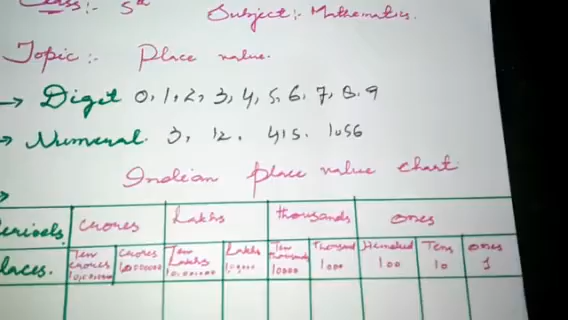 Class:- 5th Subject:- Mathematics.
Topic:- Place value.
→ Digit 0, 1, 2, 3, 4, 5, 6, 7, 8, 9
→ Numeral. 3, 12, 415. 1056
Indian place value chart
Periods crores Lakhs thousands ones
Places. Ten crores Crores Ten Lakhs Lakhs Ten thousands Thousand Hundred Tens ones
10000 1000 100 10 1